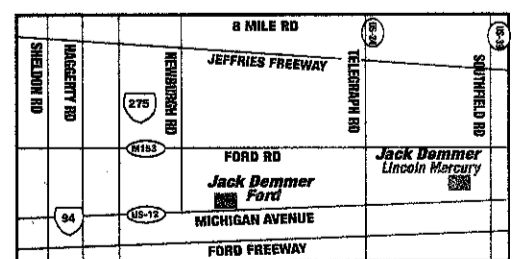 8 MILE RD
US-24
US-39
JEFFRIES FREEWAY
SHELDON RD
HAGGERTY RD
NEWBURGH RD
TELEGRAPH RD
SOUTHFIELD RD
275
M153
FORD RD
Jack Demmer
Lincoln Mercury
Jack Demmer
Ford
94
US-12
MICHIGAN AVENUE
FORD FREEWAY